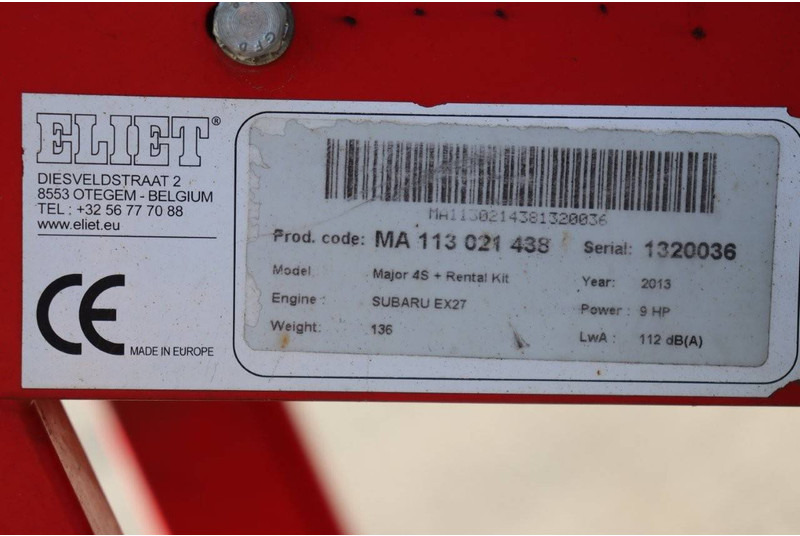 ELIET®
DIESVELDSTRAAT 2
8553 OTEGEM - BELGIUM
TEL : +32 56 77 70 88
www.eliet.eu
CE
MADE IN EUROPE
MA1130214381320036
Prod. code: MA 113 021 438 Serial: 1320036
Model Major 4S + Rental Kit Year: 2013
Engine : SUBARU EX27 Power : 9 HP
Weight: 136 LwA : 112 dB(A)